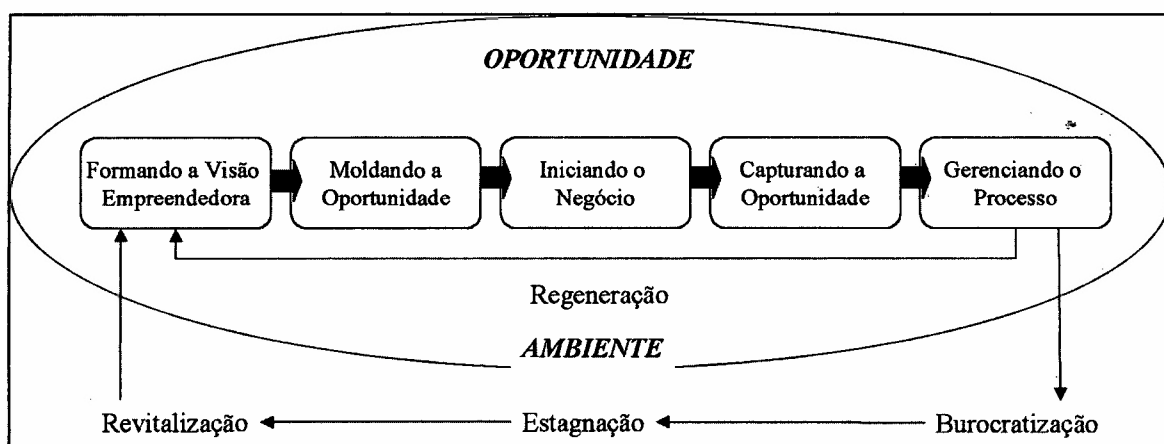 OPORTUNIDADE
Formando a Visão
Empreendedora
Moldando a
Oportunidade
Iniciando o
Negócio
Capturando a
Oportunidade
Gerenciando o
Processo
Regeneração
AMBIENTE
Revitalização
Estagnação
Burocratização